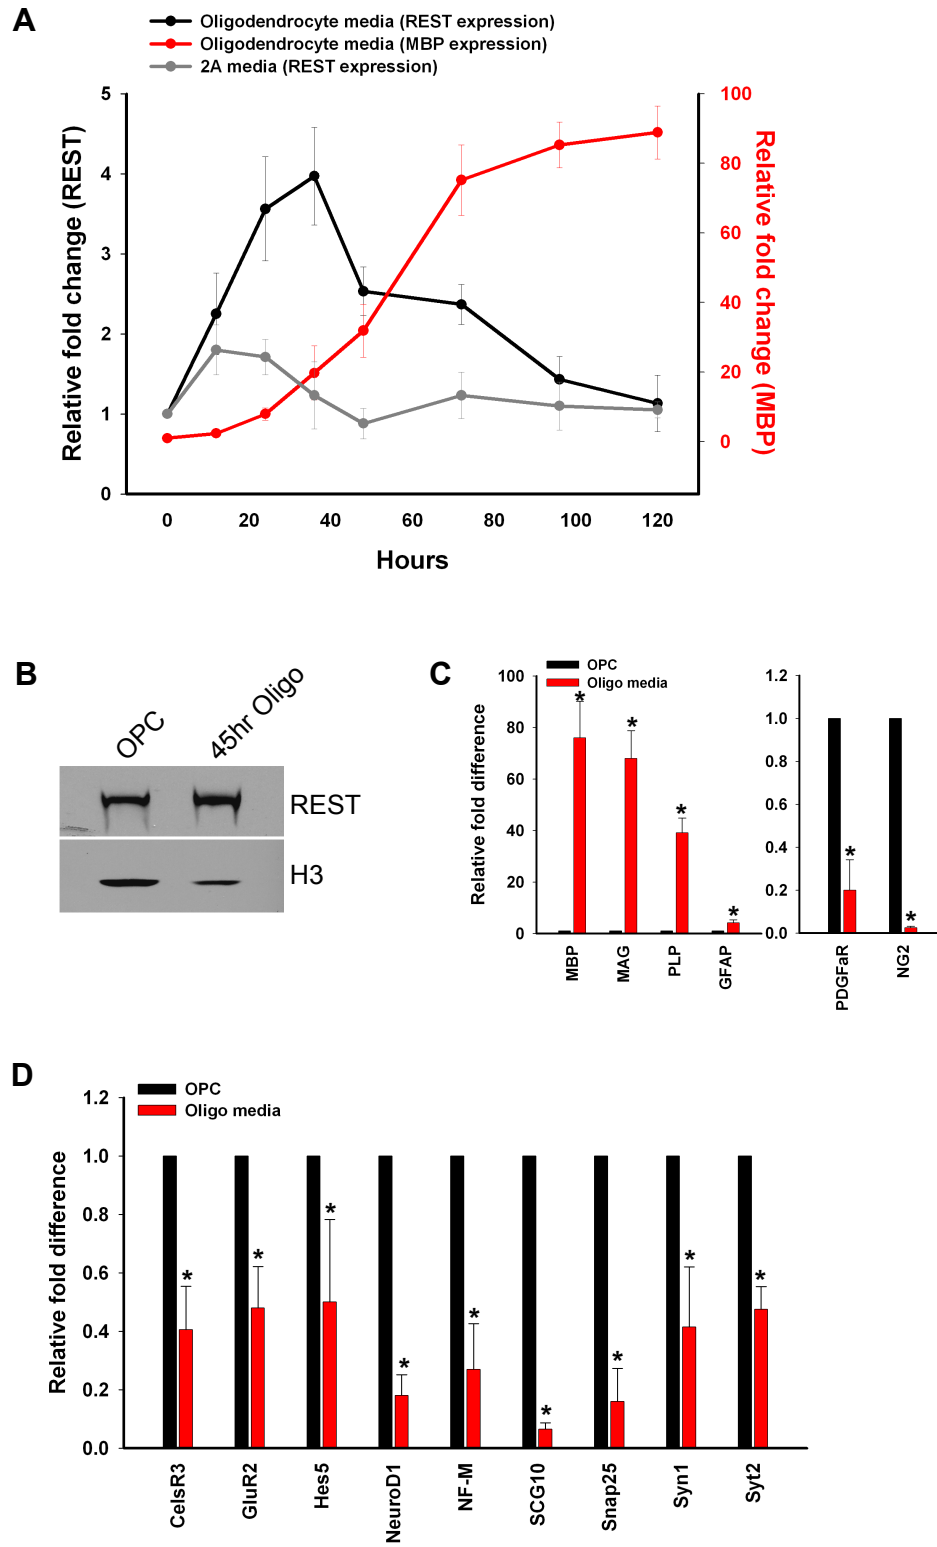 A
Oligodendrocyte media (REST expression)
Oligodendrocyte media (MBP expression)
2A media (REST expression)
5
4
3
2
1
0
Relative fold change (REST)
100
80
60
40
20
0
Relative fold change (MBP)
0 20 40 60 80 100 120
Hours
B
OPC
45hr Oligo
REST
H3
C
OPC
Oligo media
100
80
60
40
20
0
Relative fold difference
* * * *
MBP MAG PLP GFAP
1.2
1.0
0.8
0.6
0.4
0.2
0.0
* *
PDGFaR NG2
D
OPC
Oligo media
1.2
1.0
0.8
0.6
0.4
0.2
0.0
Relative fold difference
* * * * * * * * *
CelsR3 GluR2 Hes5 NeuroD1 NF-M SCG10 Snap25 Syn1 Syt2